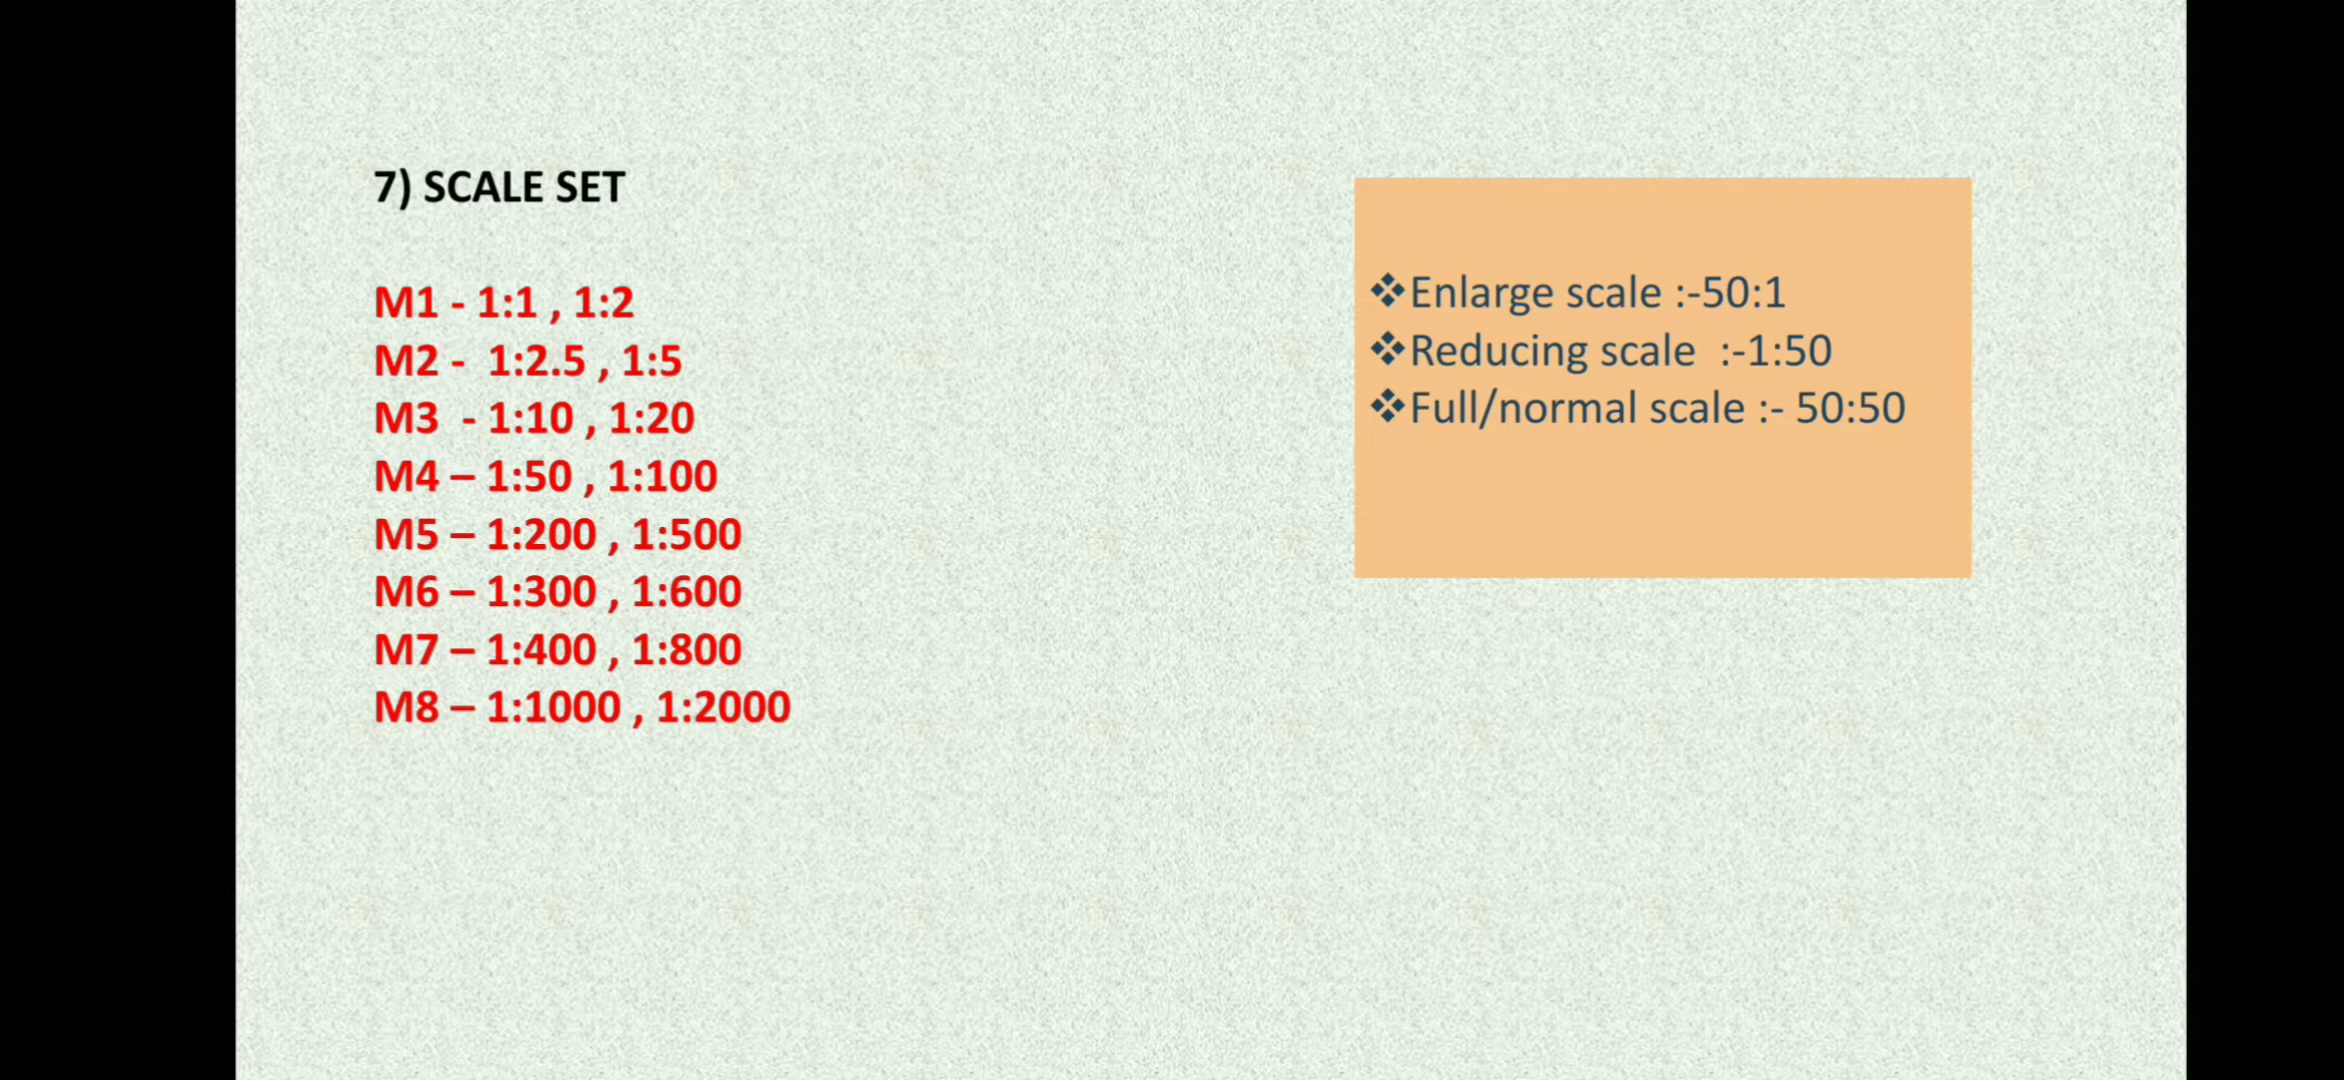 7) SCALE SET
M1 - 1:1 , 1:2
M2 - 1:2.5 , 1:5
M3 - 1:10 , 1:20
M4 – 1:50 , 1:100
M5 – 1:200 , 1:500
M6 – 1:300 , 1:600
M7 – 1:400 , 1:800
M8 – 1:1000 , 1:2000
❖Enlarge scale :-50:1
❖Reducing scale :-1:50
❖Full/normal scale :- 50:50